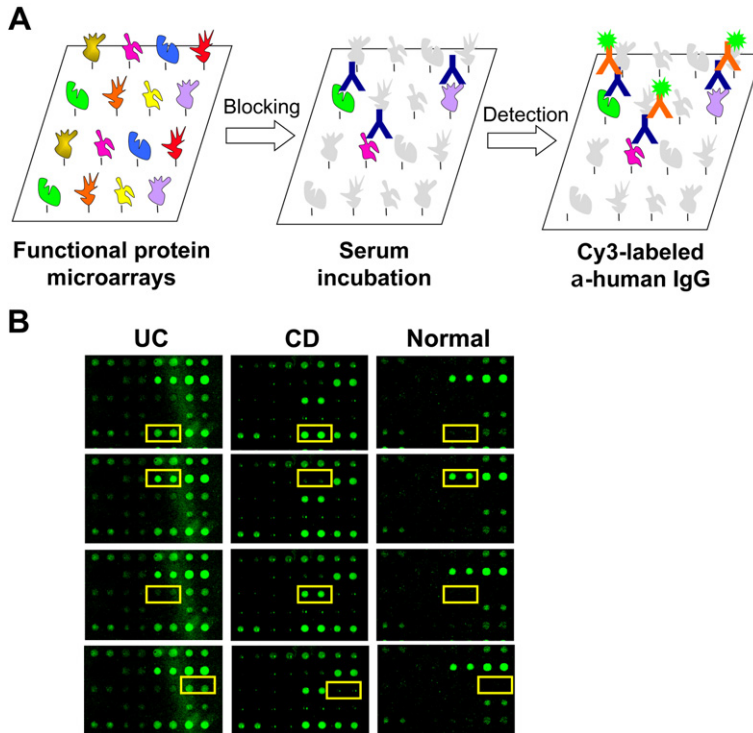 A
Blocking
Detection
Functional protein
microarrays
Serum
incubation
Cy3-labeled
a-human IgG
B
UC
CD
Normal